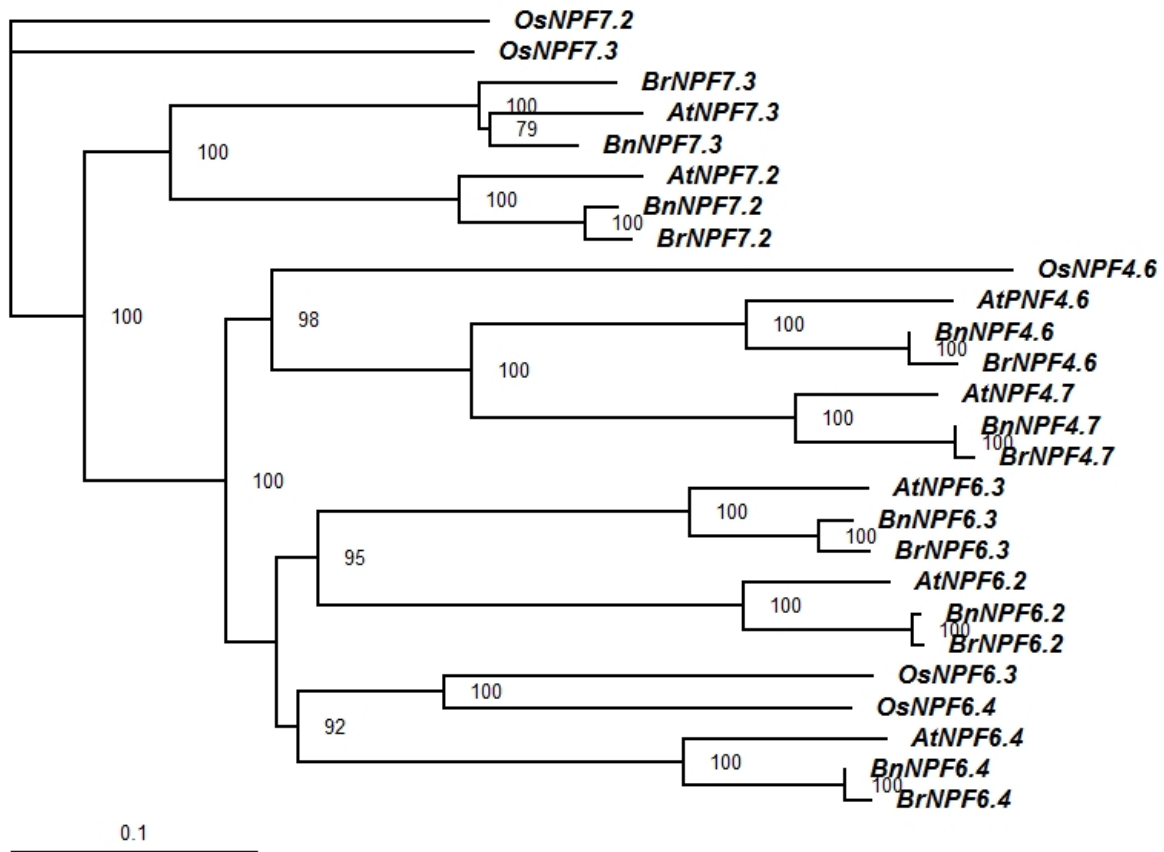 OsNPF7.2
OsNPF7.3
BrNPF7.3
100
AtNPF7.3
79
BnNPF7.3
100
AtNPF7.2
100
BnNPF7.2
100
BrNPF7.2
OsNPF4.6
AtPNF4.6
100
98
100
BnNPF4.6
100
BrNPF4.6
100
AtNPF4.7
100
BnNPF4.7
100
BrNPF4.7
100
AtNPF6.3
100
BnNPF6.3
100
BrNPF6.3
95
AtNPF6.2
100
BnNPF6.2
100
BrNPF6.2
OsNPF6.3
100
OsNPF6.4
92
AtNPF6.4
100
BnNPF6.4
100
BrNPF6.4
0.1